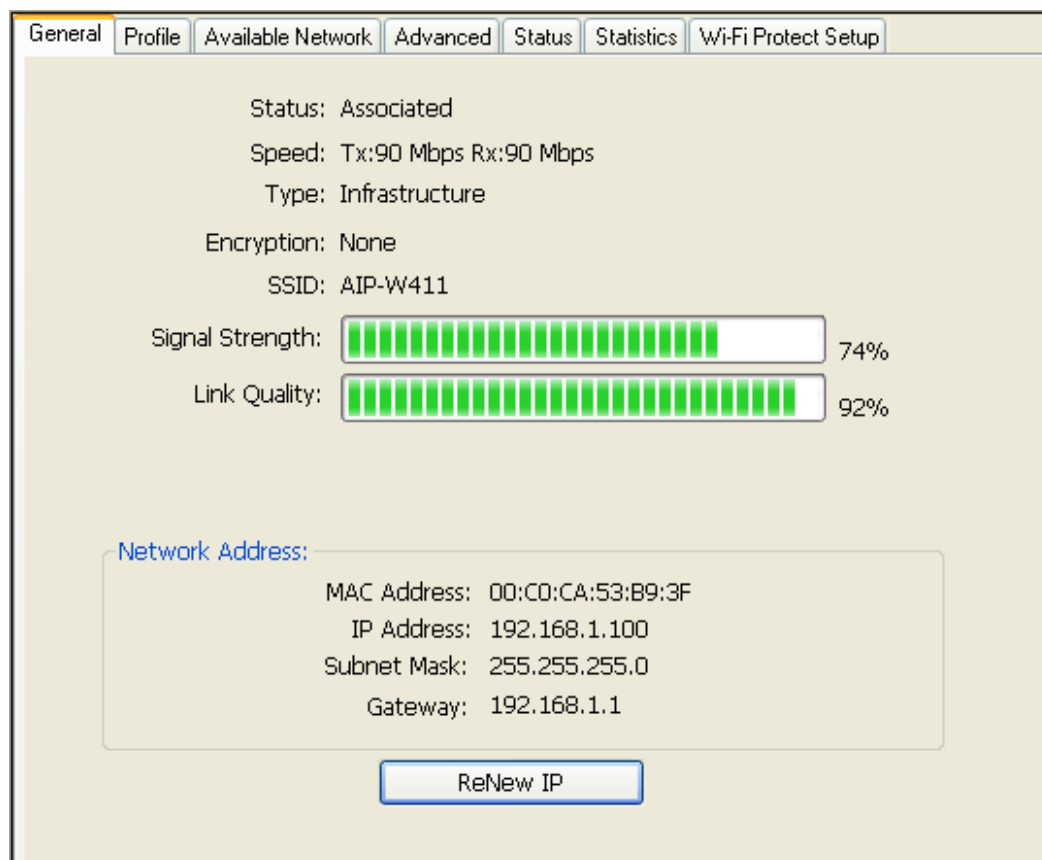 General Profile Available Network Advanced Status Statistics Wi-Fi Protect Setup
Status: Associated
Speed: Tx:90 Mbps Rx:90 Mbps
Type: Infrastructure
Encryption: None
SSID: AIP-W411
Signal Strength: 74%
Link Quality: 92%
Network Address:
MAC Address: 00:C0:CA:53:B9:3F
IP Address: 192.168.1.100
Subnet Mask: 255.255.255.0
Gateway: 192.168.1.1
ReNew IP